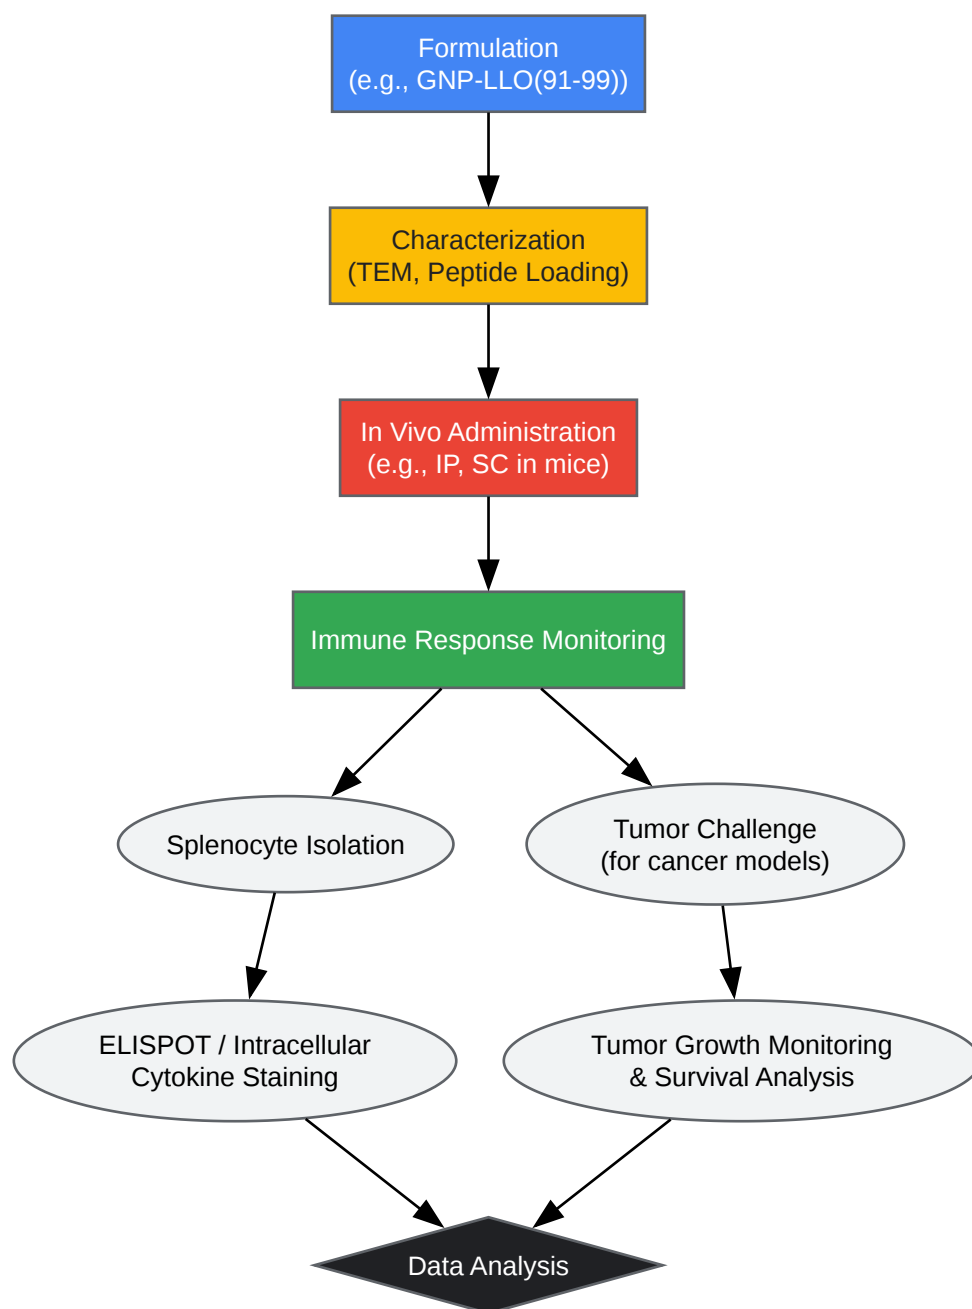 Formulation
(e.g., GNP-LLO(91-99))
Characterization
(TEM, Peptide Loading)
In Vivo Administration
(e.g., IP, SC in mice)
Immune Response Monitoring
Splenocyte Isolation
Tumor Challenge
(for cancer models)
ELISPOT / Intracellular
Cytokine Staining
Tumor Growth Monitoring
& Survival Analysis
Data Analysis